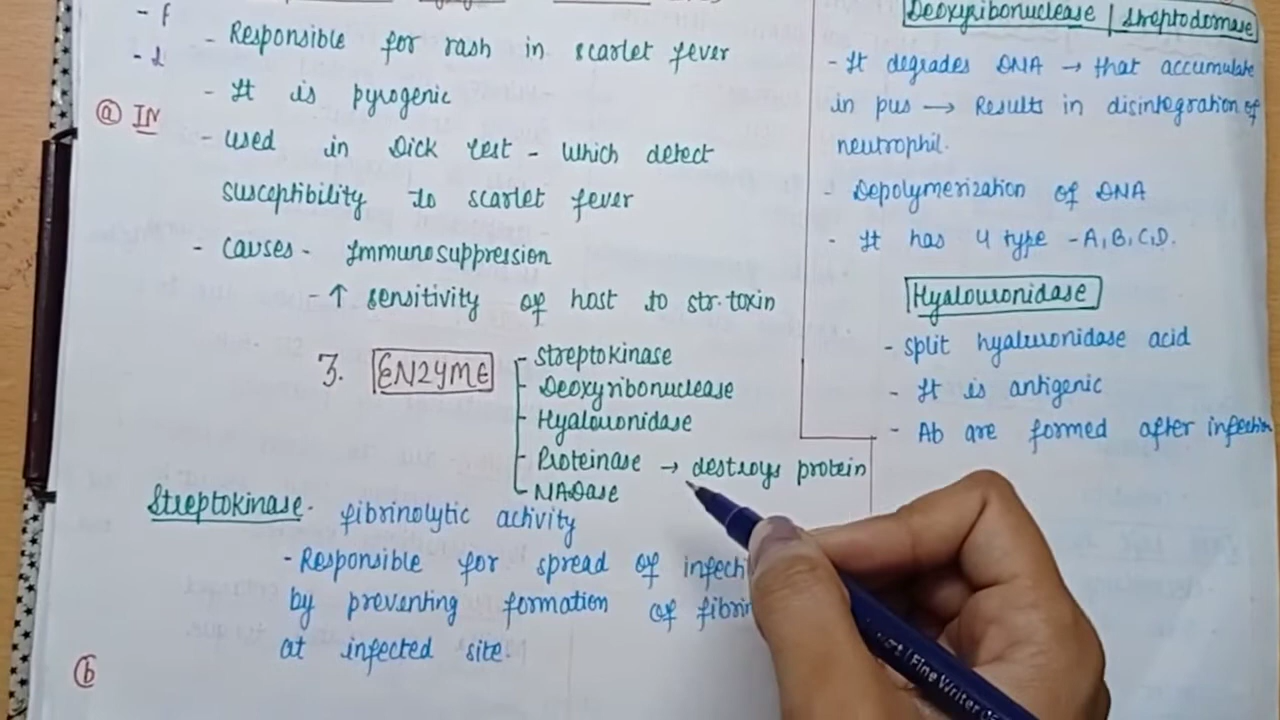 - Responsible for rash in scarlet fever
- It is pyrogenic
- used in Dick test - which detect
susceptibility to scarlet fever
- causes - Immunosuppression
- ↑ sensitivity of host to str. toxin
3. ENZYME
- Streptokinase
- Deoxyribonuclease
- Hyalouronidase
- Proteinase → destroys protein
- NADase
Streptokinase - fibrinolytic activity
- Responsible for spread of
by preventing formation of
at infected site.
ⓐ IN
ⓑ
Deoxyribonuclease | Streptodornase
- It degrades DNA → that accumulate
in pus → Results in disintegration of
neutrophil.
- Depolymerization of DNA
- It has 4 type - A, B, C, D.
Hyalouronidase
- split hyaluronidase acid
- It is antigenic
- Ab are formed after infection